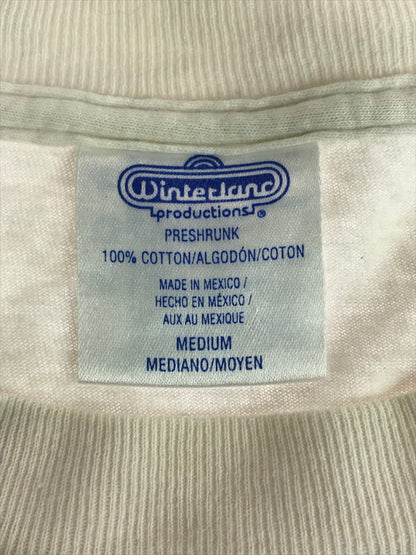 Winterland
productions®
PRESHRUNK
100% COTTON/ALGODÓN/COTON
MADE IN MEXICO /
HECHO EN MÉXICO /
AUX AU MEXIQUE
MEDIUM
MEDIANO/MOYEN